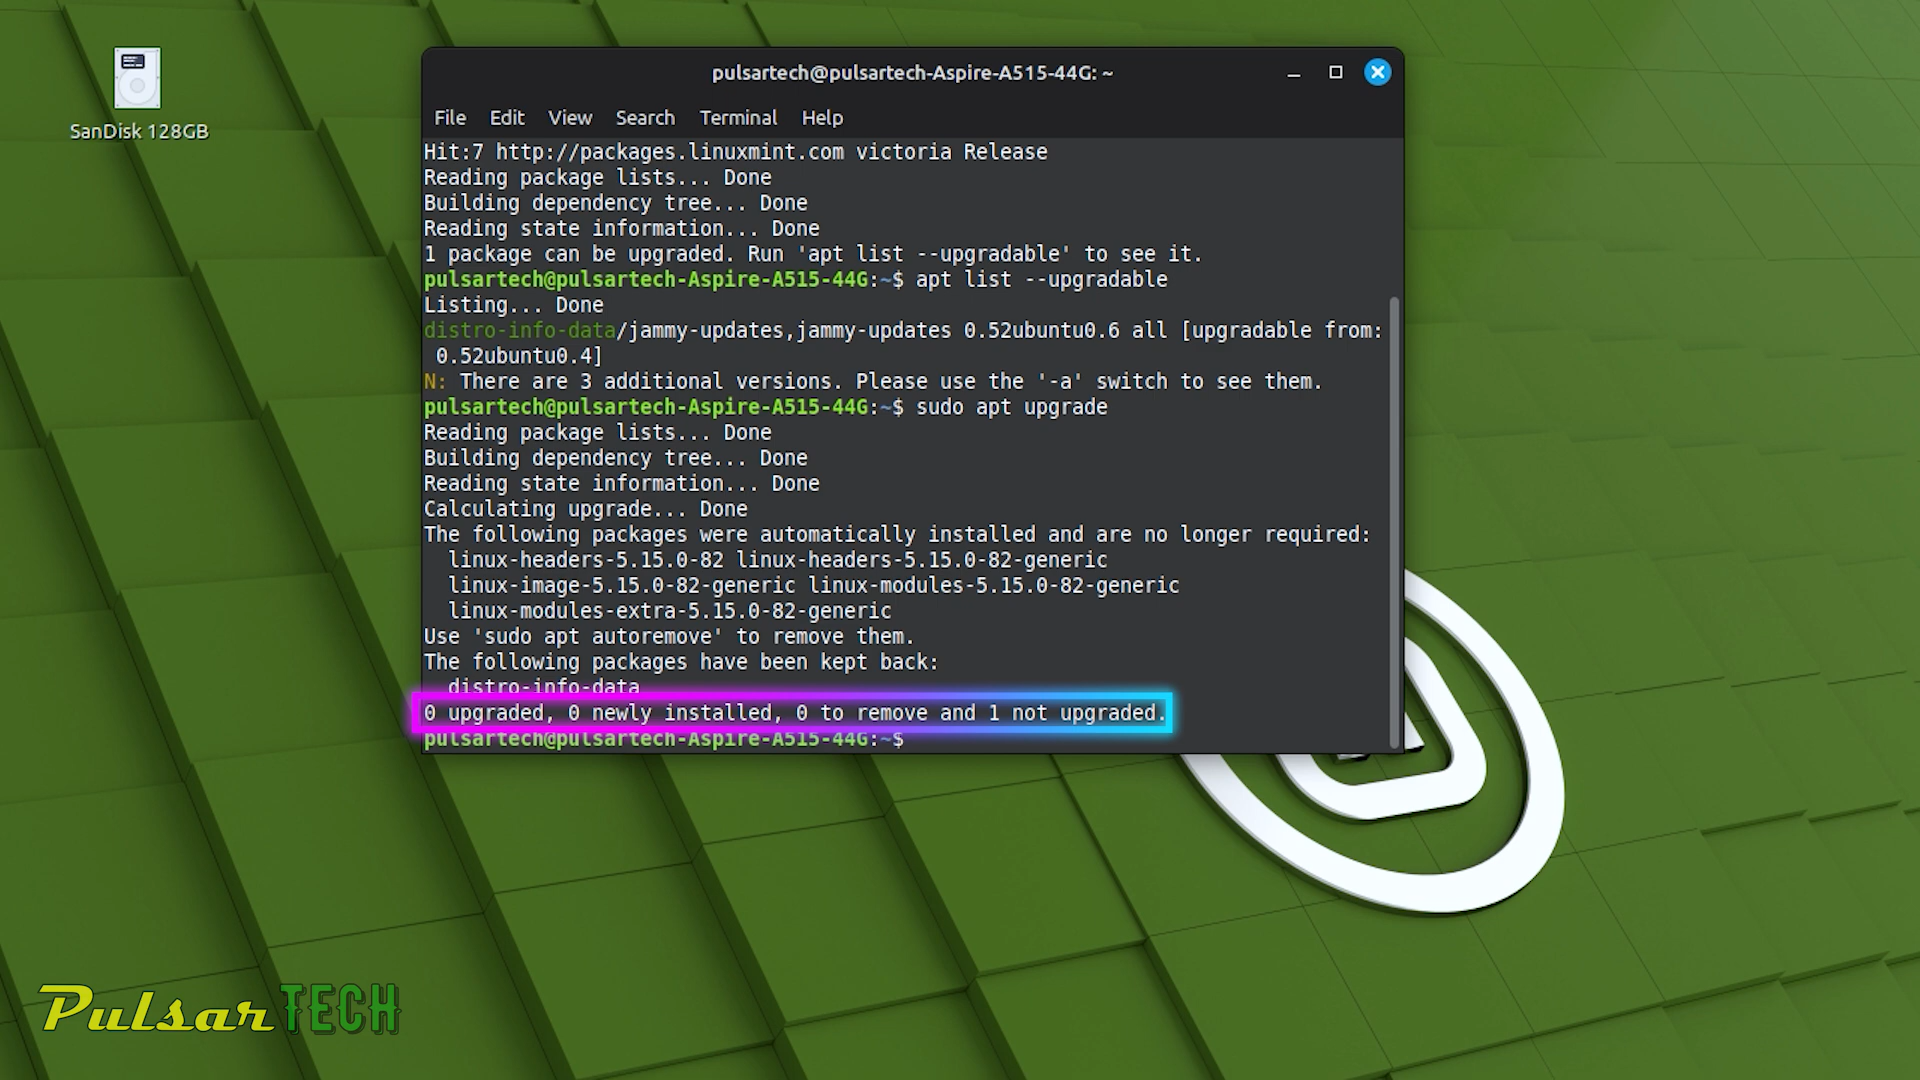 SanDisk 128GB
pulsartech@pulsartech-Aspire-A515-44G: ~
File Edit View Search Terminal Help
Hit:7 http://packages.linuxmint.com victoria Release
Reading package lists... Done
Building dependency tree... Done
Reading state information... Done
1 package can be upgraded. Run 'apt list --upgradable' to see it.
pulsartech@pulsartech-Aspire-A515-44G:~$ apt list --upgradable
Listing... Done
distro-info-data/jammy-updates,jammy-updates 0.52ubuntu0.6 all [upgradable from:
0.52ubuntu0.4]
N: There are 3 additional versions. Please use the '-a' switch to see them.
pulsartech@pulsartech-Aspire-A515-44G:~$ sudo apt upgrade
Reading package lists... Done
Building dependency tree... Done
Reading state information... Done
Calculating upgrade... Done
The following packages were automatically installed and are no longer required:
linux-headers-5.15.0-82 linux-headers-5.15.0-82-generic
linux-image-5.15.0-82-generic linux-modules-5.15.0-82-generic
linux-modules-extra-5.15.0-82-generic
Use 'sudo apt autoremove' to remove them.
The following packages have been kept back:
distro-info-data
0 upgraded, 0 newly installed, 0 to remove and 1 not upgraded.
pulsartech@pulsartech-Aspire-A515-44G:~$
Pulsar TECH